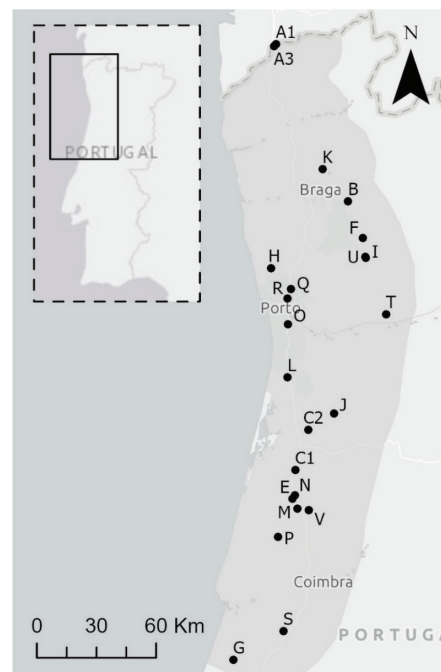 N
A1
A3
PORTUGAL
K
Braga
B
F
U I
H
Q
R
Porto
T
O
L
J
C2
C1
E N
M V
P
Coimbra
0 30 60 Km
S
PORTUGA
G